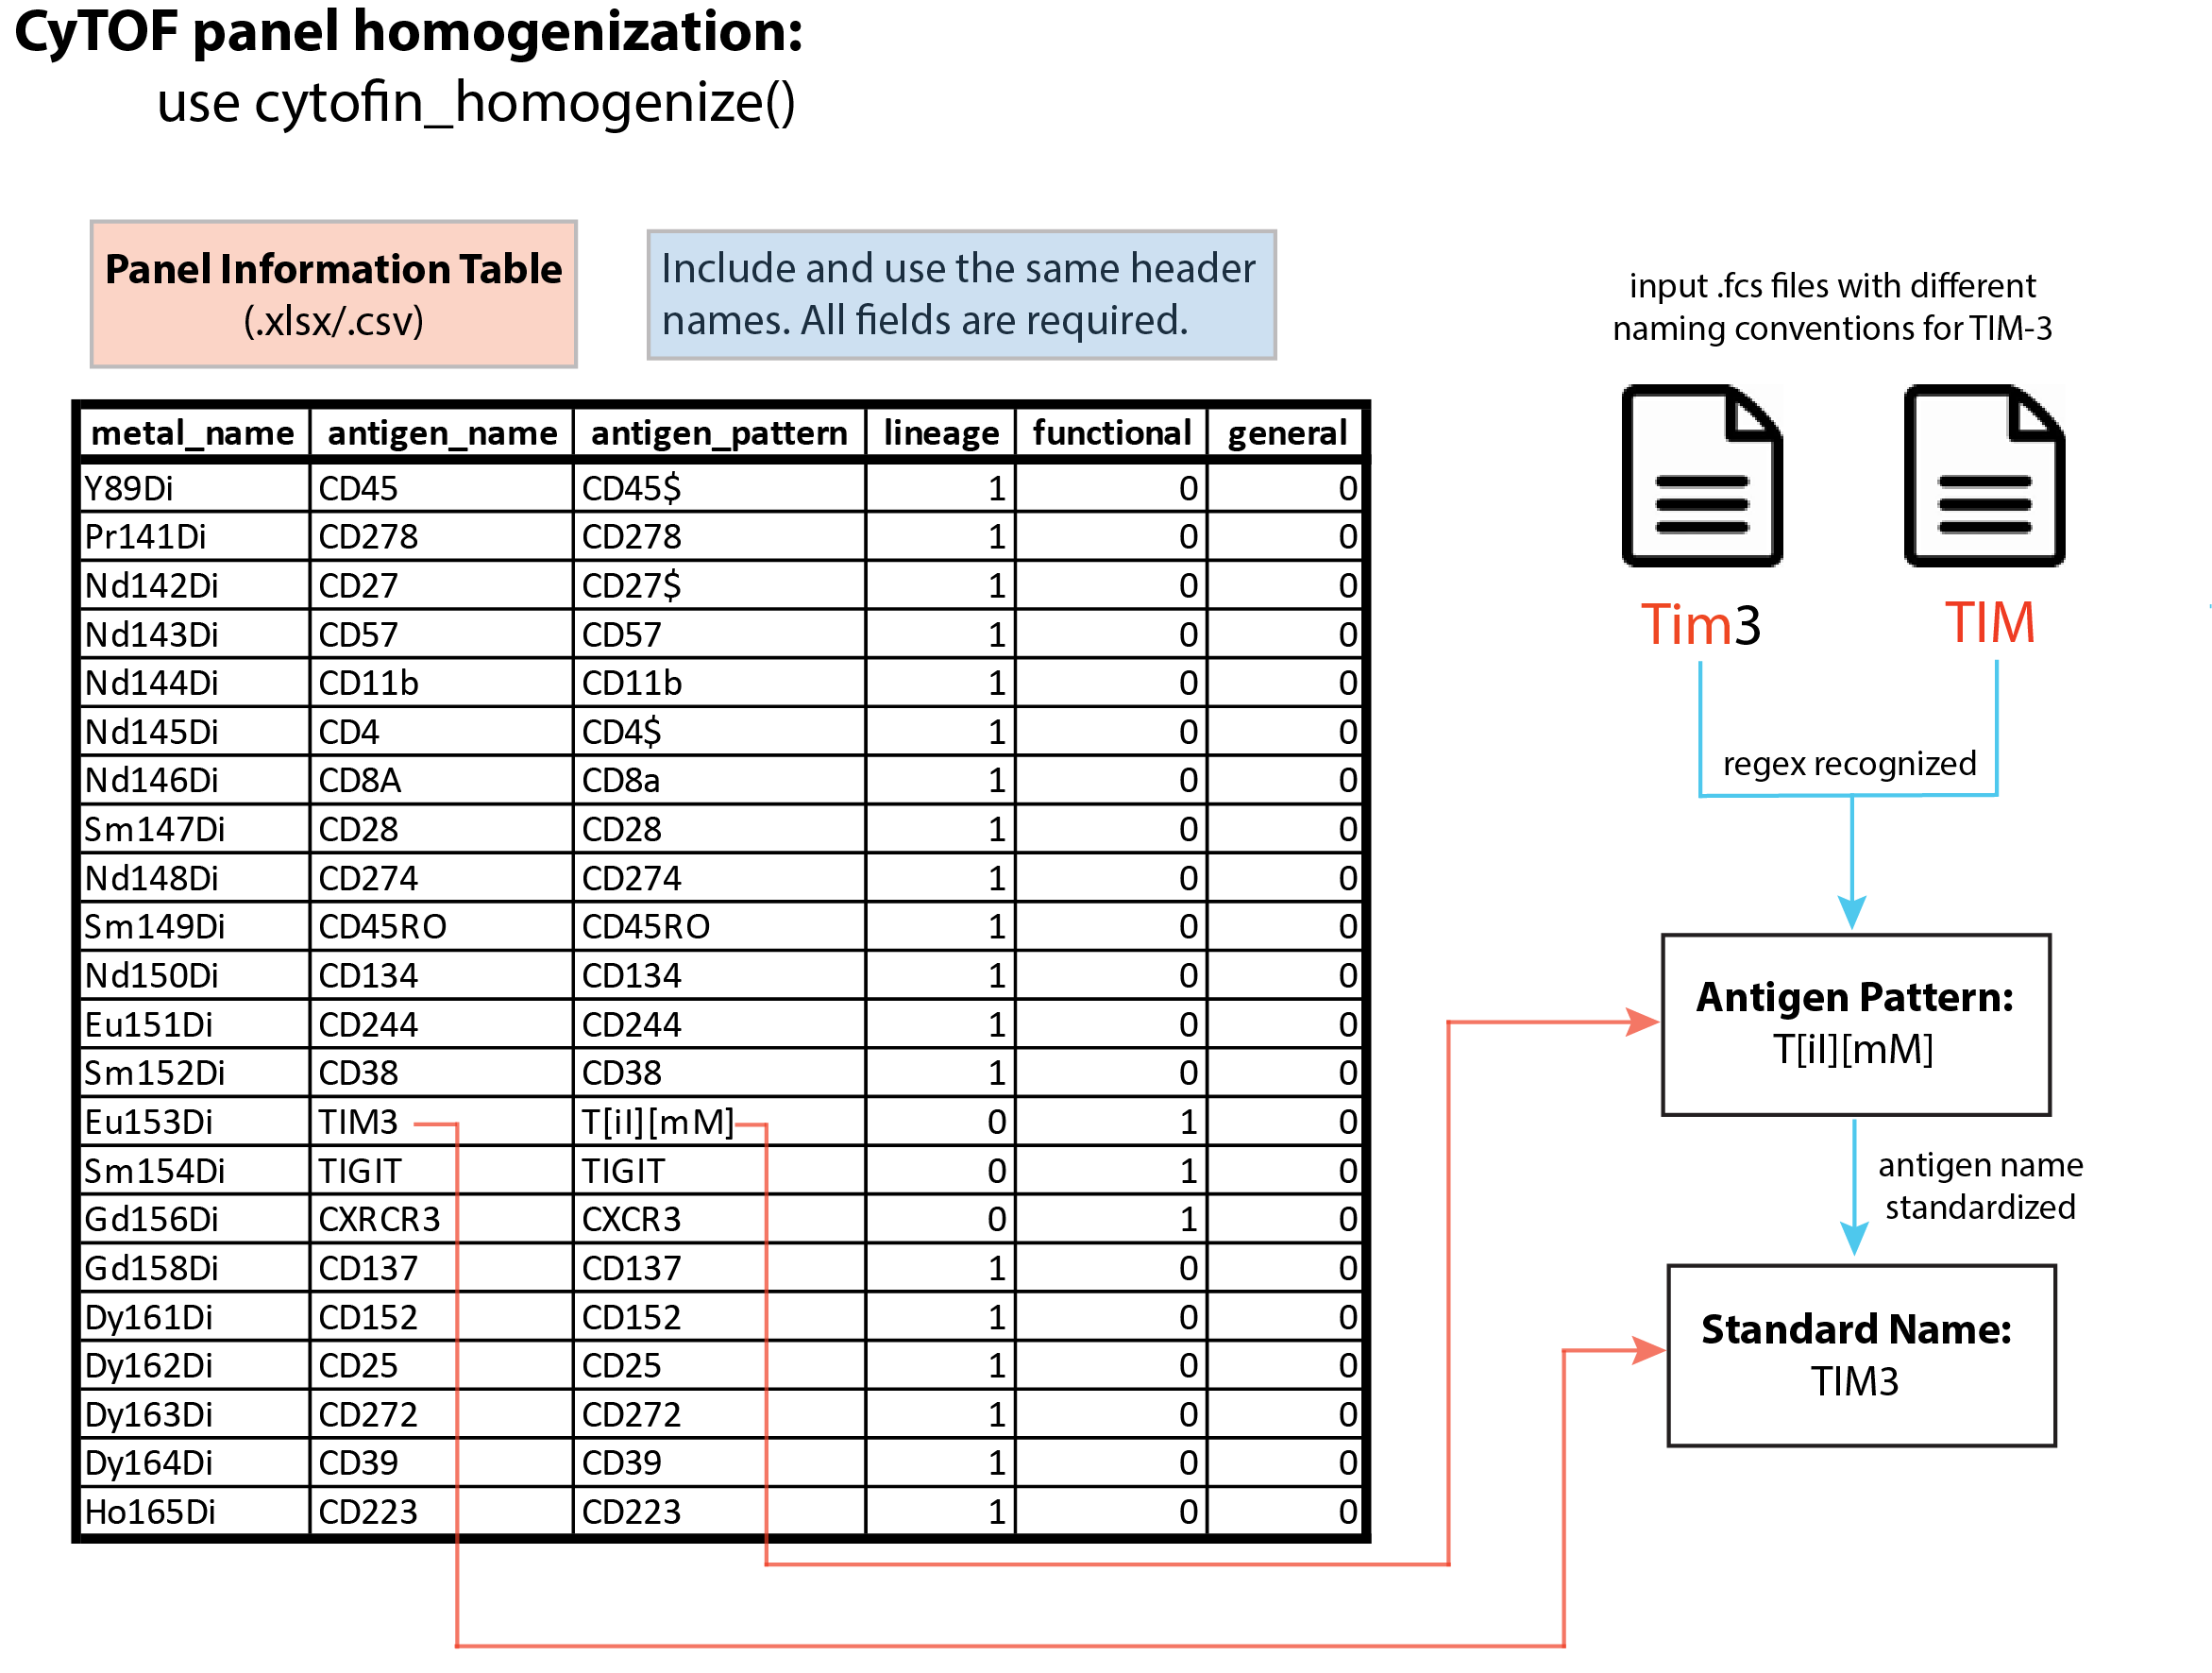 CyTOF panel homogenization:
use cytofin_homogenize()
Panel Information Table
(.xlsx/.csv)
Include and use the same header
names. All fields are required.
metal_name antigen_name antigen_pattern lineage functional general
Y89Di CD45 CD45$ 1 0 0
Pr141Di CD278 CD278 1 0 0
Nd142Di CD27 CD27$ 1 0 0
Nd143Di CD57 CD57 1 0 0
Nd144Di CD11b CD11b 1 0 0
Nd145Di CD4 CD4$ 1 0 0
Nd146Di CD8A CD8a 1 0 0
Sm147Di CD28 CD28 1 0 0
Nd148Di CD274 CD274 1 0 0
Sm149Di CD45RO CD45RO 1 0 0
Nd150Di CD134 CD134 1 0 0
Eu151Di CD244 CD244 1 0 0
Sm152Di CD38 CD38 1 0 0
Eu153Di TIM3 T[iI][mM] 0 1 0
Sm154Di TIGIT TIGIT 0 1 0
Gd156Di CXRCR3 CXCR3 0 1 0
Gd158Di CD137 CD137 1 0 0
Dy161Di CD152 CD152 1 0 0
Dy162Di CD25 CD25 1 0 0
Dy163Di CD272 CD272 1 0 0
Dy164Di CD39 CD39 1 0 0
Ho165Di CD223 CD223 1 0 0
input .fcs files with different
naming conventions for TIM-3
Tim3 TIM
regex recognized
Antigen Pattern:
T[iI][mM]
antigen name
standardized
Standard Name:
TIM3